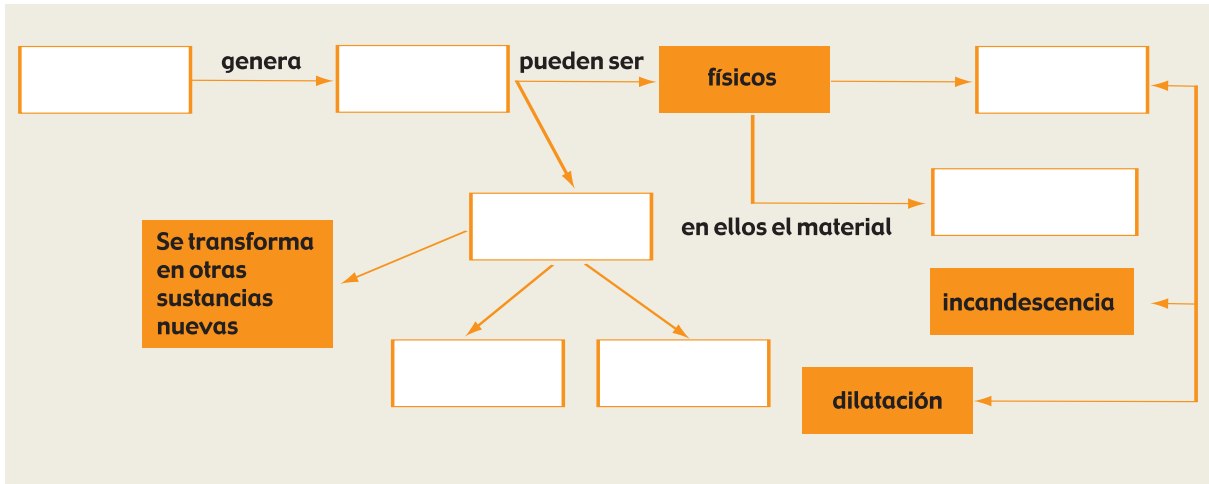 genera
pueden ser
físicos
en ellos el material
Se transforma
en otras
sustancias
nuevas
incandescencia
dilatación